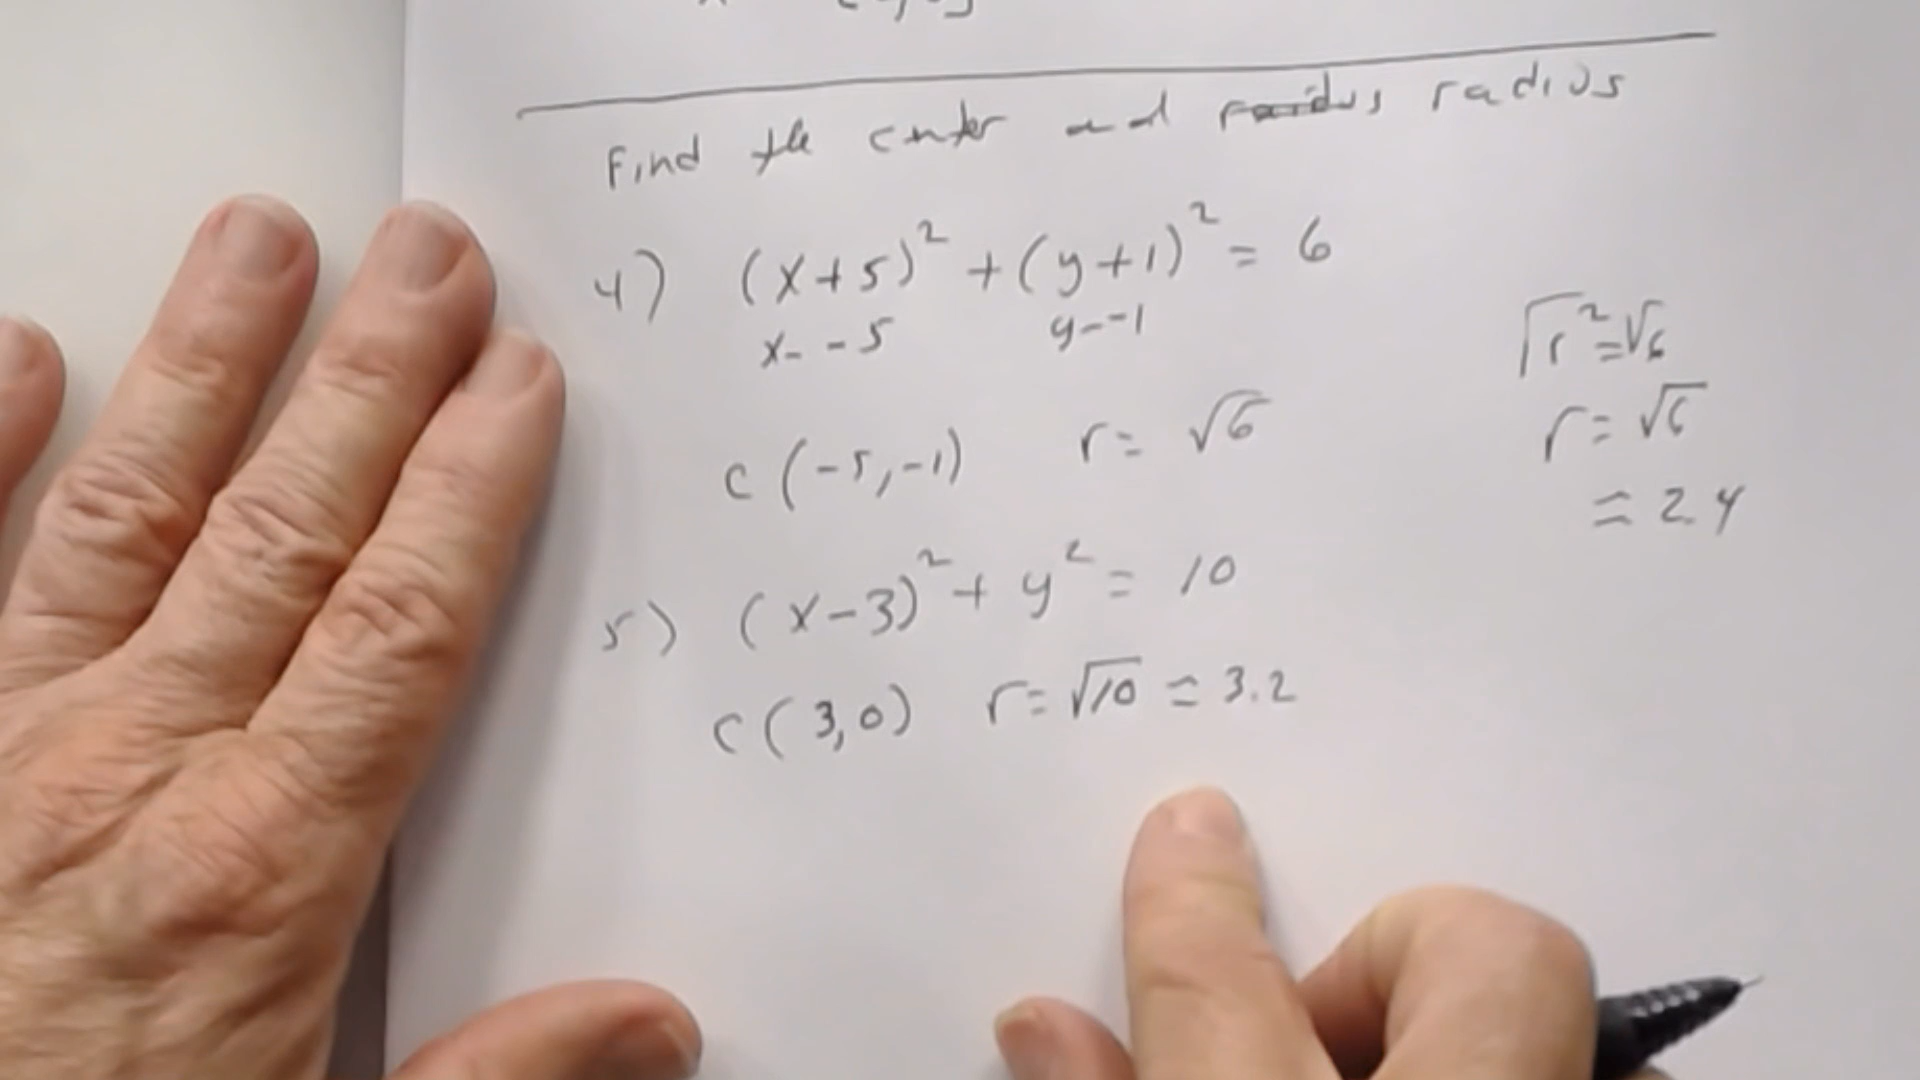 Find the center and radius
4) (x+5)² + (y+1)² = 6
x--5 y--1
√r² = √6
C (-5,-1) r = √6
r = √6
≈ 2.4
5) (x-3)² + y² = 10
C (3,0) r = √10 ≈ 3.2